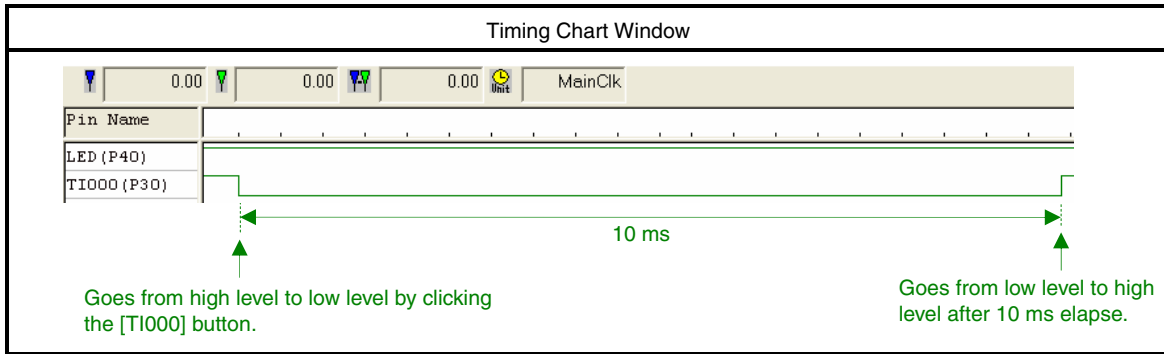 Timing Chart Window
0.00 0.00 0.00 Unit MainClk
Pin Name
LED(P40)
TI000(P30)
10 ms
Goes from high level to low level by clicking
the [TI000] button.
Goes from low level to high
level after 10 ms elapse.